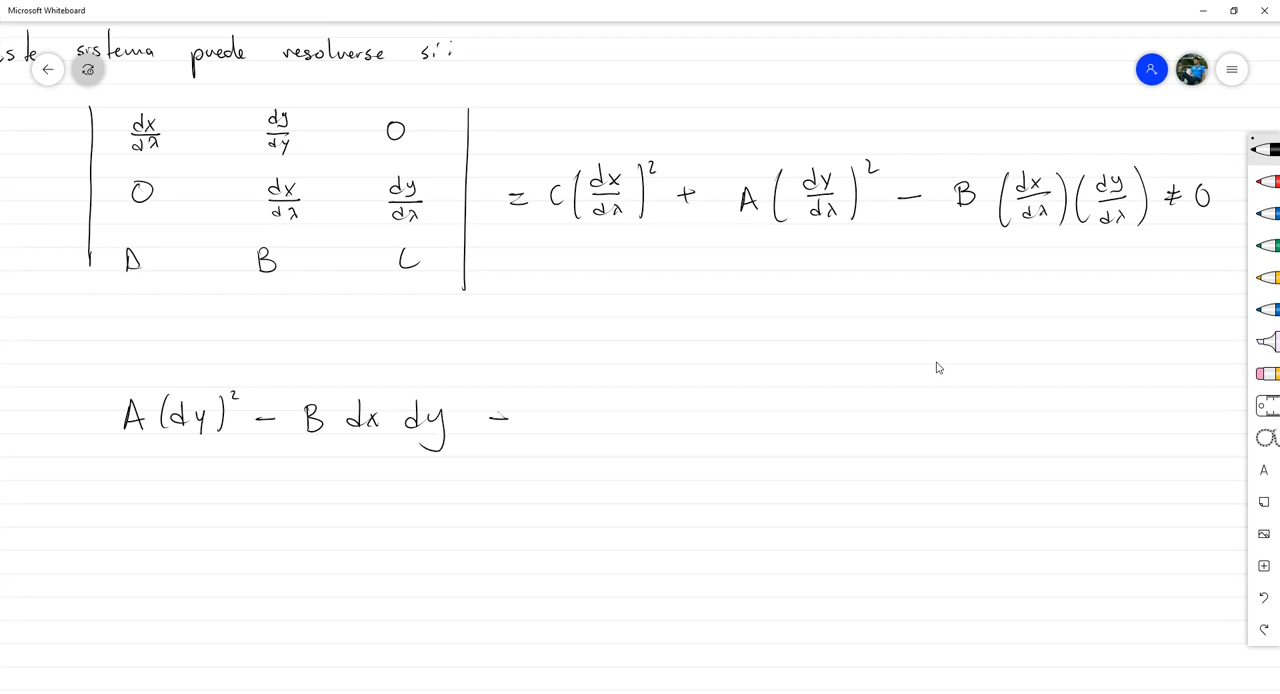 Microsoft Whiteboard
ste sistema puede resolverse si:
| dx/dλ dy/dy 0 |
| 0 dx/dλ dy/dλ | = C(dx/dλ)² + A(dy/dλ)² - B(dx/dλ)(dy/dλ) ≠ 0
| A B C |
A(dy)² - B dx dy -